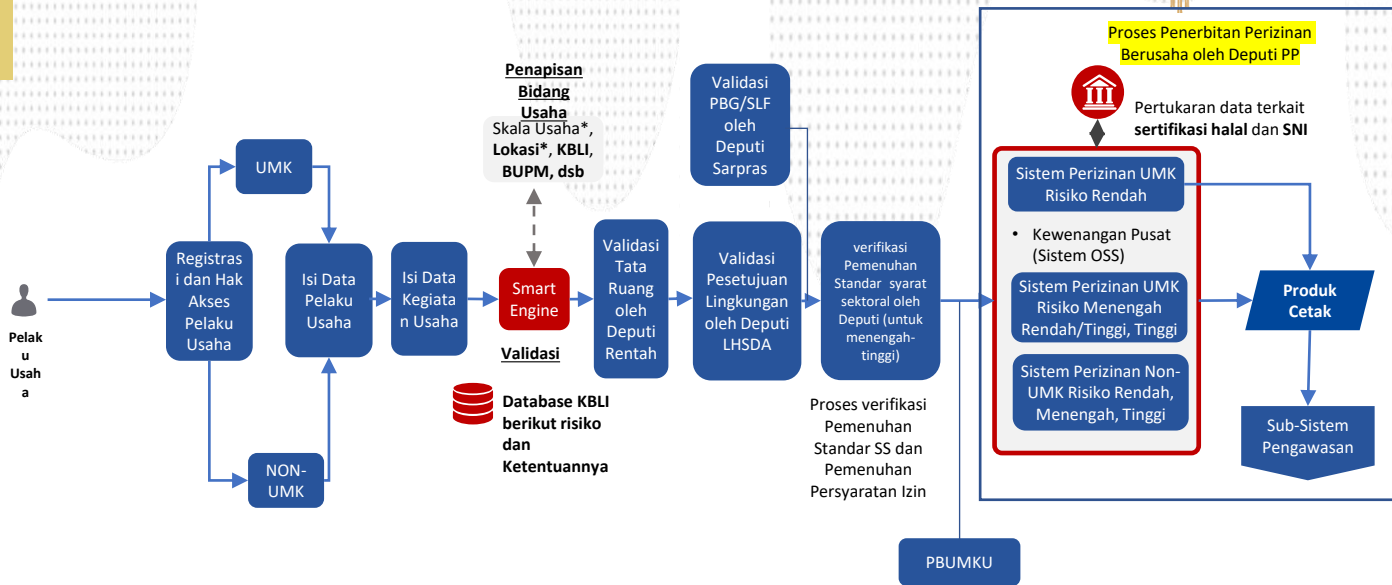 Pelak
u
Usah
a
Registras
i dan Hak
Akses
Pelaku
Usaha
UMK
NON-
UMK
Isi Data
Pelaku
Usaha
Isi Data
Kegiata
n Usaha
Penapisan
Bidang
Usaha
Skala Usaha*,
Lokasi*, KBLI,
BUPM, dsb
Smart
Engine
Validasi
Database KBLI
berikut risiko
dan
Ketentuannya
Validasi
Tata
Ruang
oleh
Deputi
Rentah
Validasi
PBG/SLF
oleh
Deputi
Sarpras
Validasi
Pesetujuan
Lingkungan
oleh Deputi
LHSDA
verifikasi
Pemenuhan
Standar syarat
sektoral oleh
Deputi (untuk
menengah-
tinggi)
Proses verifikasi
Pemenuhan
Standar SS dan
Pemenuhan
Persyaratan Izin
PBUMKU
Proses Penerbitan Perizinan
Berusaha oleh Deputi PP
Pertukaran data terkait
sertifikasi halal dan SNI
Sistem Perizinan UMK
Risiko Rendah
• Kewenangan Pusat
(Sistem OSS)
Sistem Perizinan UMK
Risiko Menengah
Rendah/Tinggi, Tinggi
Sistem Perizinan Non-
UMK Risiko Rendah,
Menengah, Tinggi
Produk
Cetak
Sub-Sistem
Pengawasan